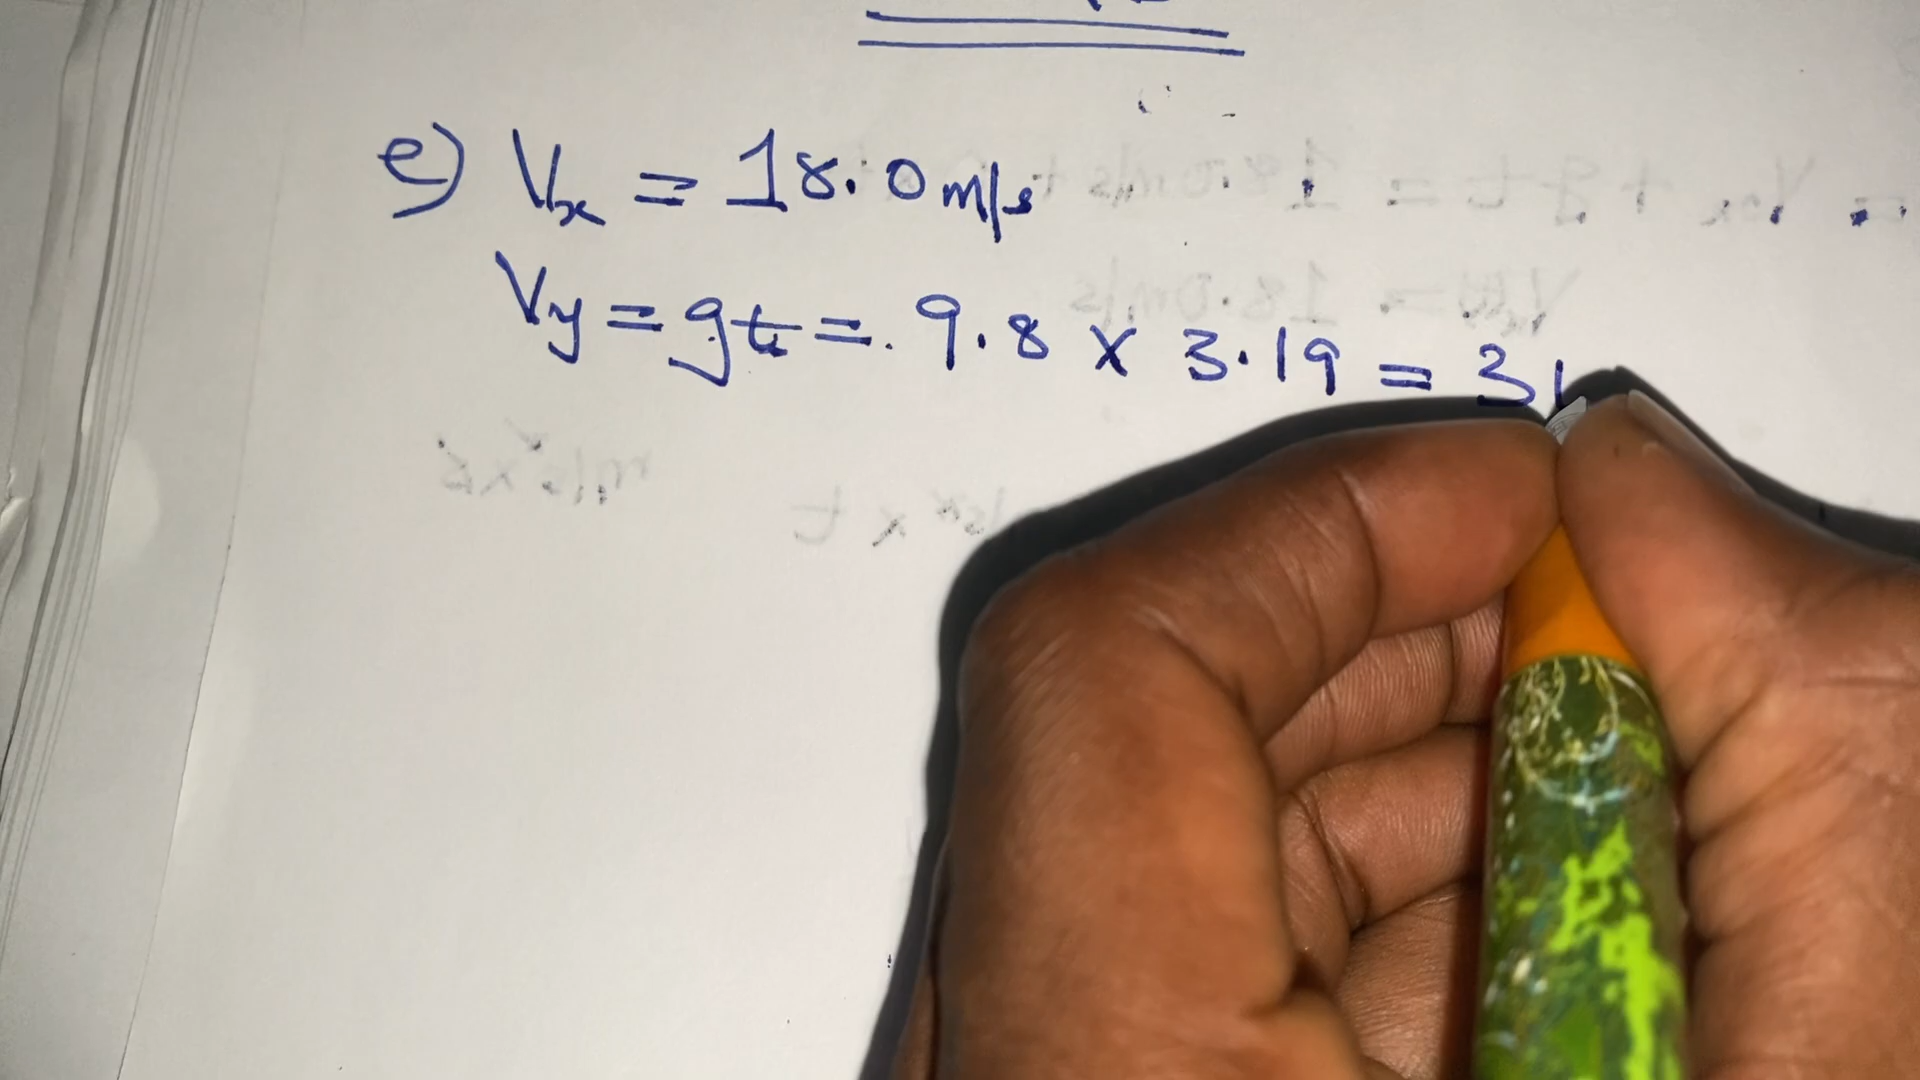 e) Vx = 18.0 m/s
Vy = gt = 9.8 x 3.19 = 31